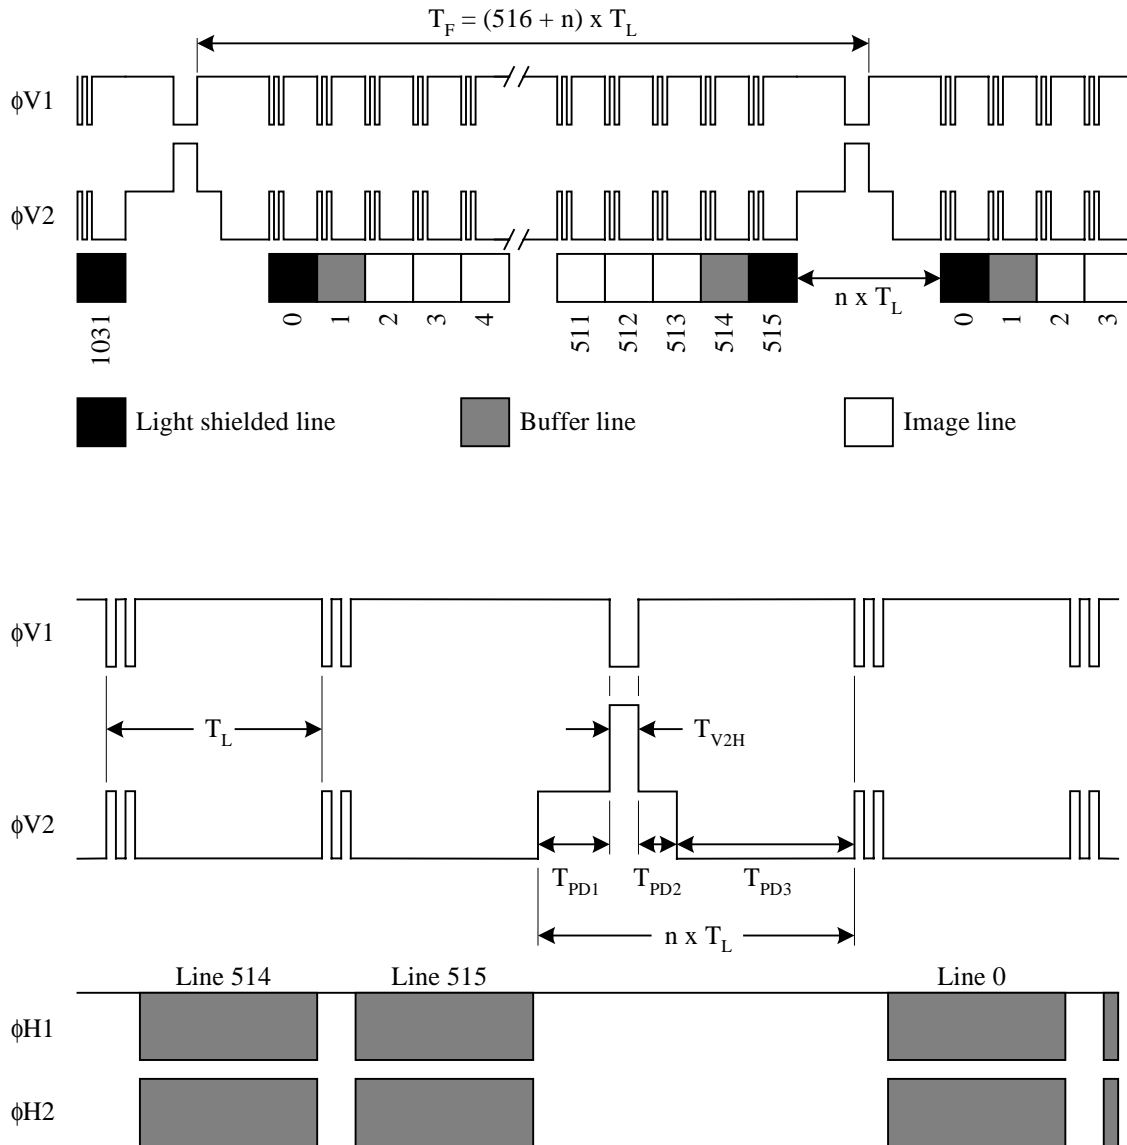 T_F = (516 + n) x T_L
ϕV1
ϕV2
n x T_L
1031
0
1
2
3
4
511
512
513
514
515
0
1
2
3
Light shielded line
Buffer line
Image line
ϕV1
T_L
T_V2H
ϕV2
T_PD1
T_PD2
T_PD3
n x T_L
Line 514
Line 515
Line 0
ϕH1
ϕH2